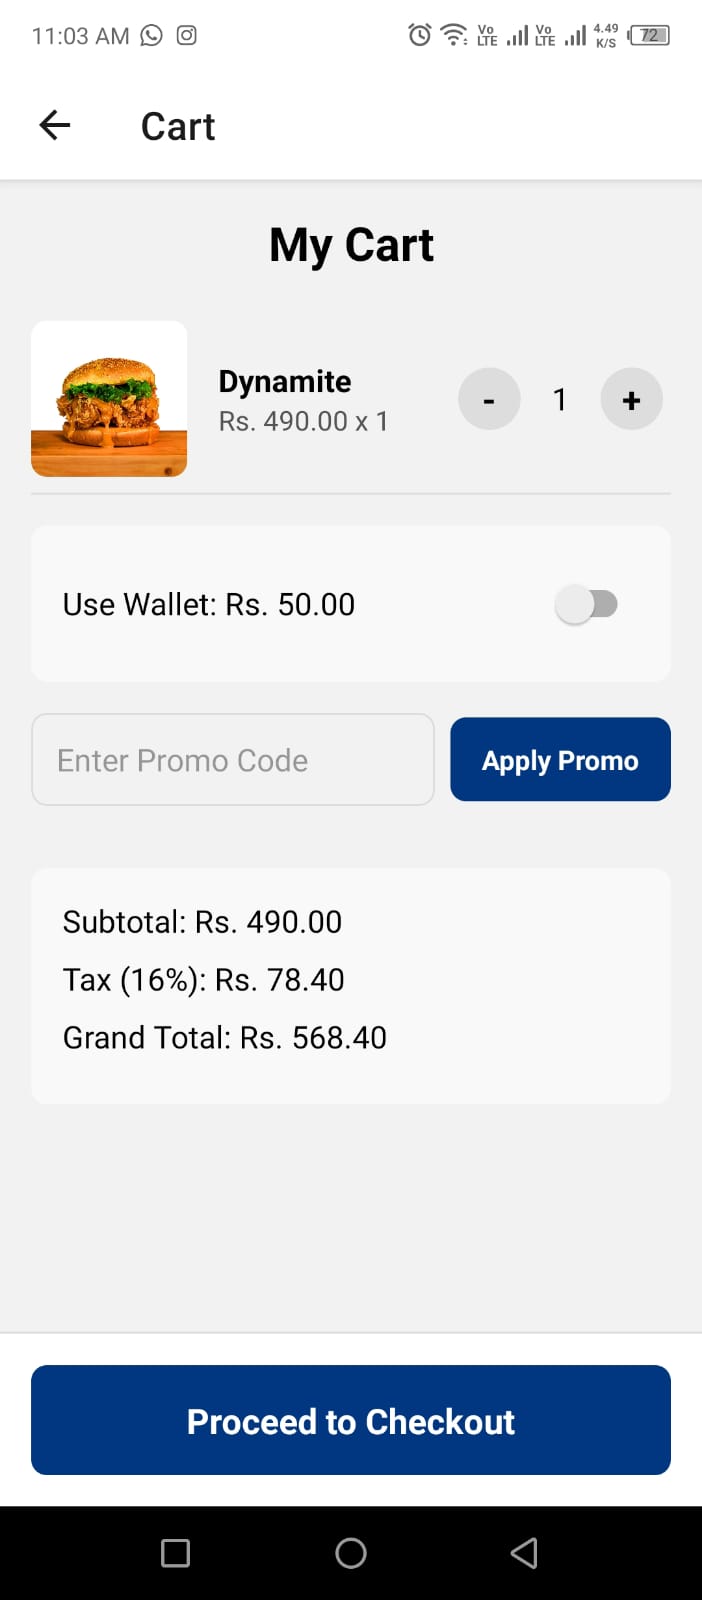 11:03 AM
Vo LTE Vo LTE 4.49 K/S 72
Cart
My Cart
Dynamite
Rs. 490.00 x 1
- 1 +
Use Wallet: Rs. 50.00
Enter Promo Code
Apply Promo
Subtotal: Rs. 490.00
Tax (16%): Rs. 78.40
Grand Total: Rs. 568.40
Proceed to Checkout